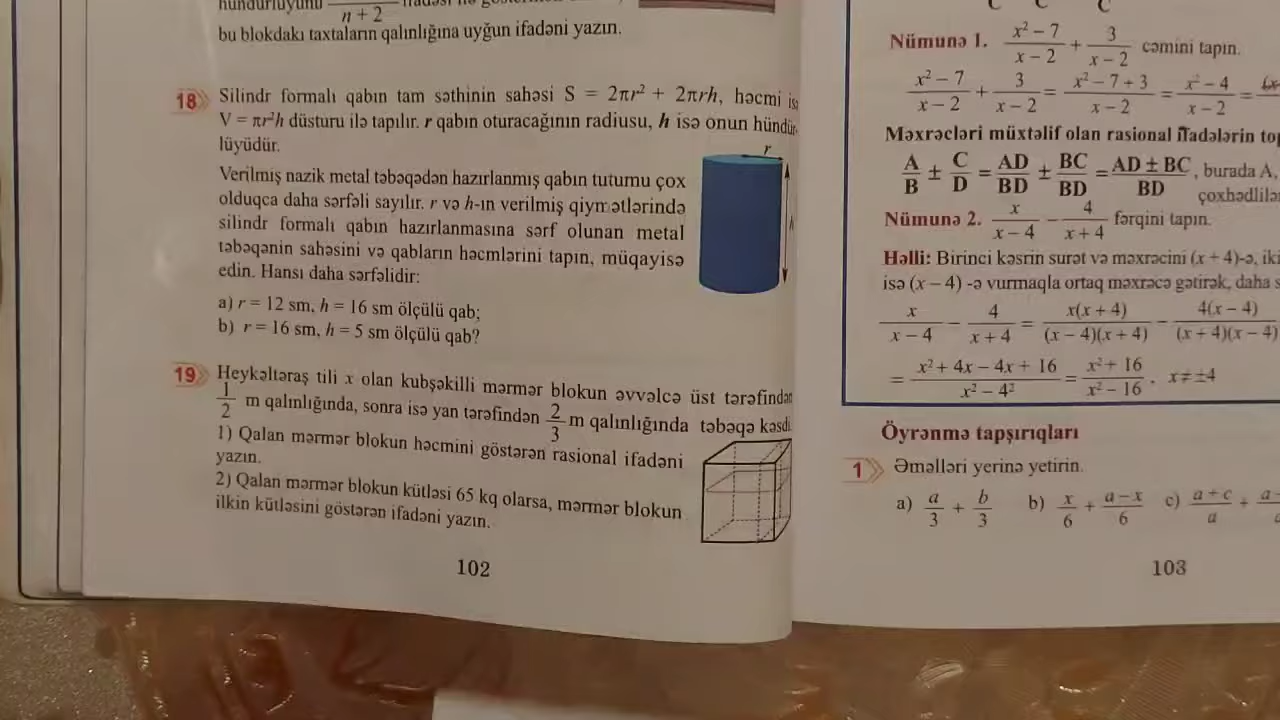 n + 2
bu blokdakı taxtaların qalınlığına uyğun ifadəni yazın.
18 Silindr formalı qabın tam səthinin sahəsi S = 2πr² + 2πrh, həcmi
V = πr²h düsturu ilə tapılır. r qabın oturacağının radiusu, h isə onun hündür-
lüyüdür.
r
Verilmiş nazik metal təbəqədən hazırlanmış qabın tutumu çox
olduqca daha sərfəli sayılır. r və h-ın verilmiş qiymətlərində
silindr formalı qabın hazırlanmasına sərf olunan metal
təbəqənin sahəsini və qabların həcmlərini tapın, müqayisə
edin. Hansı daha sərfəlidir:
a) r = 12 sm, h = 16 sm ölçülü qab;
b) r = 16 sm, h = 5 sm ölçülü qab?
19 Heykəltəraş tili x olan kubşəkilli mərmər blokun əvvəlcə üst tərəfindən
1/2 m qalınlığında, sonra isə yan tərəfindən 2/3 m qalınlığında təbəqə kəsdi.
1) Qalan mərmər blokun həcmini göstərən rasional ifadəni
yazın.
2) Qalan mərmər blokun kütləsi 65 kq olarsa, mərmər blokun
ilkin kütləsini göstərən ifadəni yazın.
102
C C C
Nümunə 1. (x² – 7)/(x – 2) + 3/(x – 2) cəmini tapın.
(x² – 7)/(x – 2) + 3/(x – 2) = (x² – 7 + 3)/(x – 2) = (x² – 4)/(x – 2) =
Məxrəcləri müxtəlif olan rasional ifadələrin
A/B ± C/D = AD/BD ± BC/BD = (AD ± BC)/BD , burada A,
Nümunə 2. x/(x – 4) – 4/(x + 4) fərqini tapın.
Həlli: Birinci kəsrin surət və məxrəcini (x + 4)-ə,
isə (x – 4) -ə vurmaqla ortaq məxrəcə gətirək, daha
x/(x – 4) – 4/(x + 4) = x(x + 4)/((x – 4)(x + 4)) – 4(x – 4)/((x + 4)(x – 4))
= (x² + 4x – 4x + 16)/(x² – 4²) = (x² + 16)/(x² – 16) . x ≠ ±4
Öyrənmə tapşırıqları
1 Əməlləri yerinə yetirin.
a) a/3 + b/3 b) x/6 + (a – x)/6 c) (a + c)/a +
103